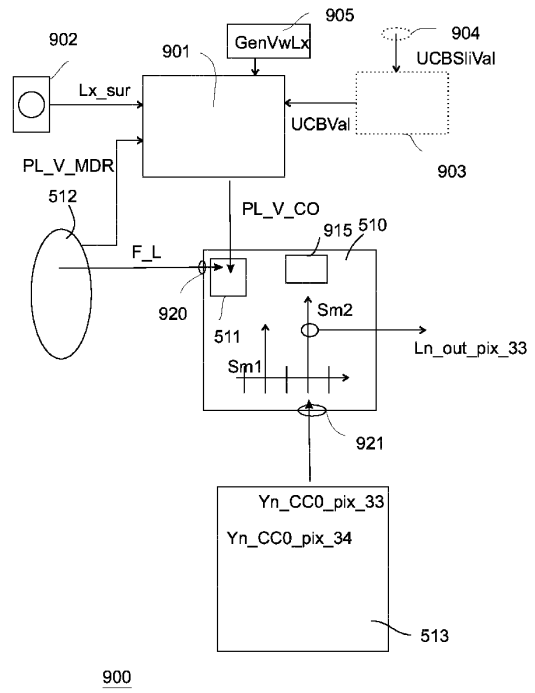 905
902
901
GenVwLx
904
UCBSliVal
Lx_sur
UCBVal
903
PL_V_MDR
512
PL_V_CO
915
510
F_L
920
511
Sm2
Sm1
Ln_out_pix_33
921
Yn_CC0_pix_33
Yn_CC0_pix_34
513
900